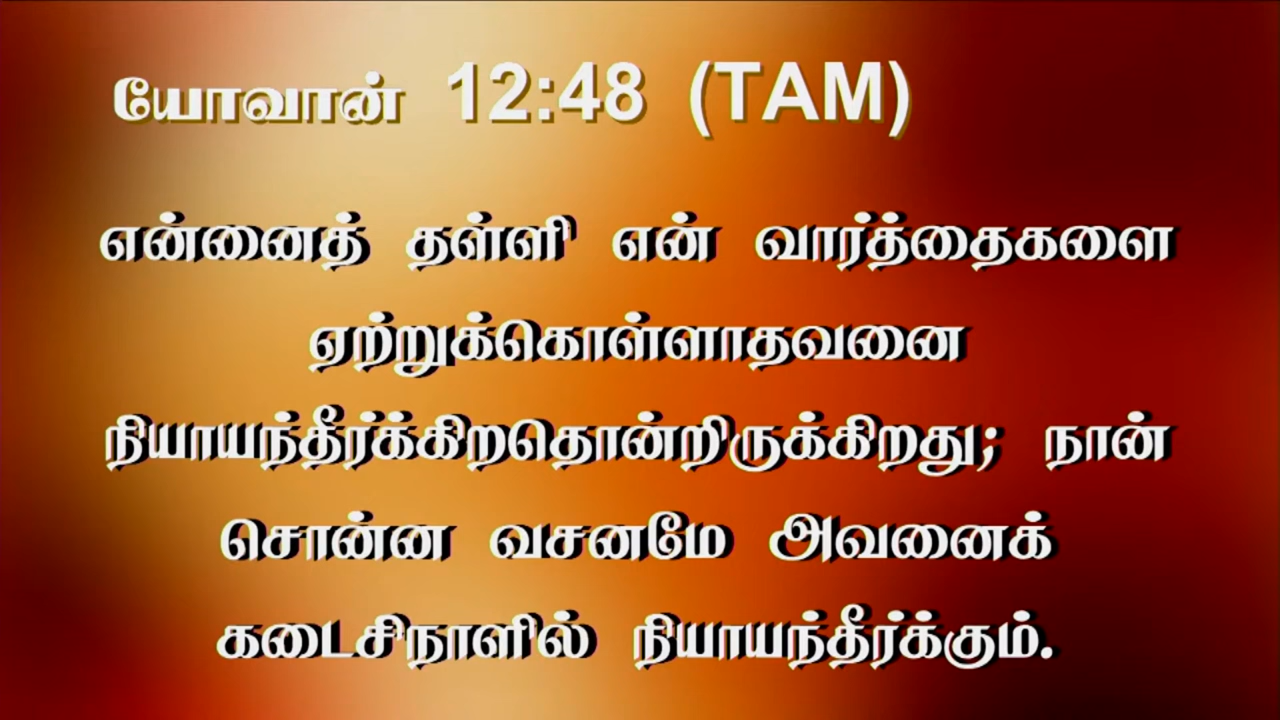 யோவான் 12:48 (TAM)
என்னைத் தள்ளி என் வார்த்தைகளை
ஏற்றுக்கொள்ளாதவனை
நியாயந்தீர்க்கிறதொன்றிருக்கிறது; நான்
சொன்ன வசனமே அவனைக்
கடைசிநாளில் நியாயந்தீர்க்கும்.